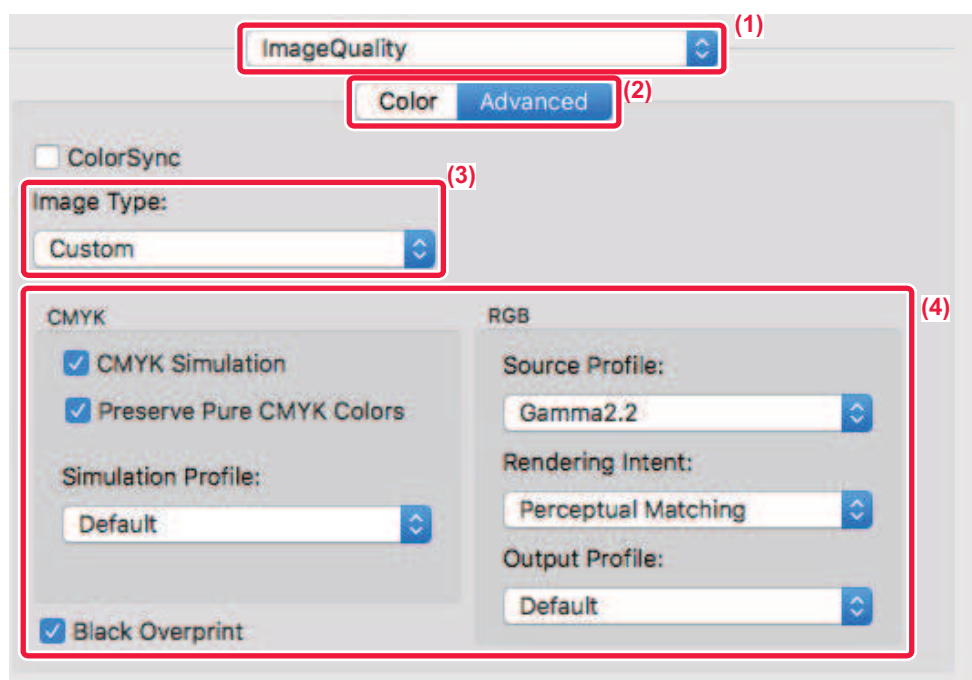 (1)
ImageQuality
(2)
Color Advanced
ColorSync
(3)
Image Type:
Custom
(4)
CMYK
CMYK Simulation
Preserve Pure CMYK Colors
Simulation Profile:
Default
Black Overprint
RGB
Source Profile:
Gamma2.2
Rendering Intent:
Perceptual Matching
Output Profile:
Default